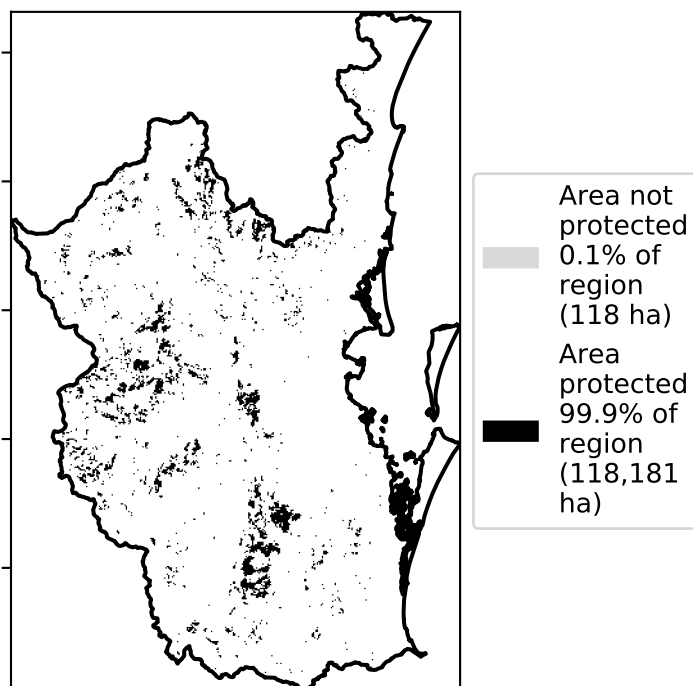 Area not
protected
0.1% of
region
(118 ha)
Area
protected
99.9% of
region
(118,181
ha)